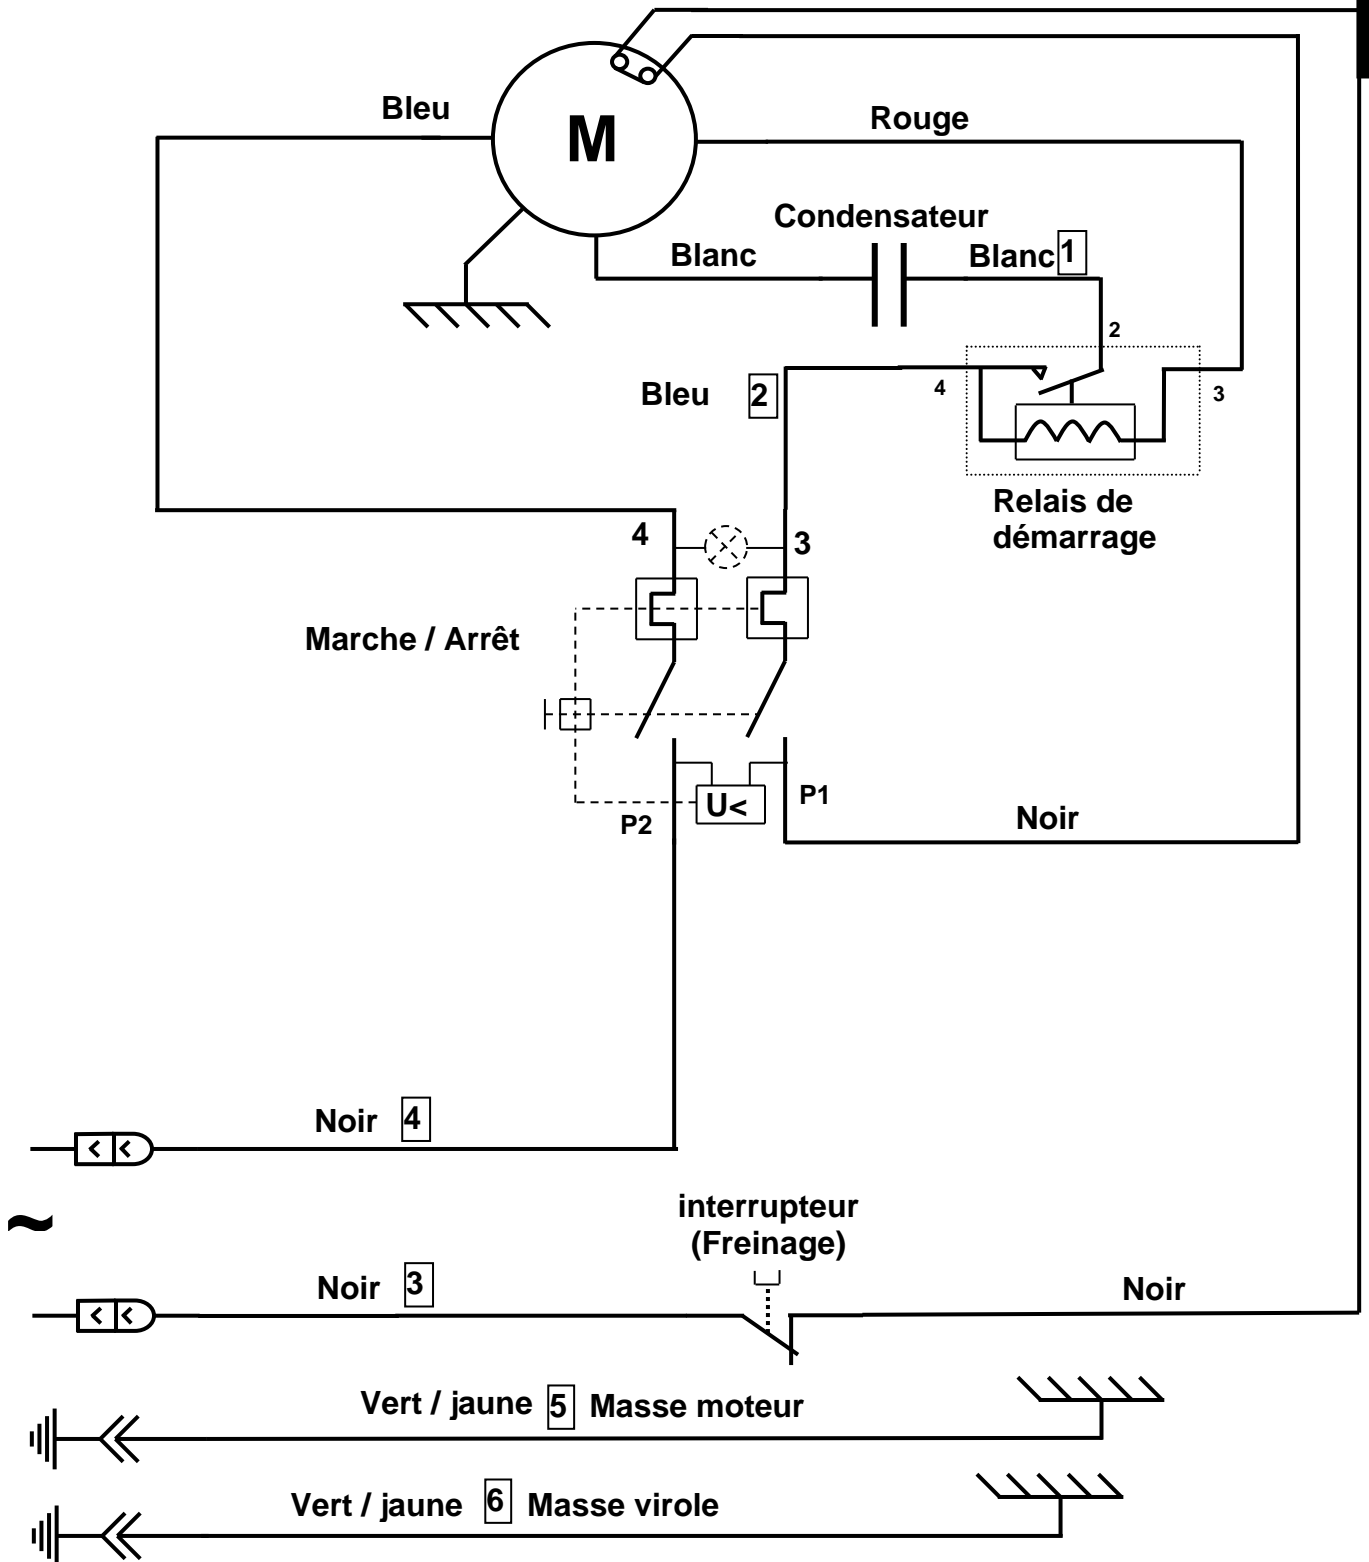 Bleu
M
Rouge
Condensateur
Blanc
Blanc 1
2
Bleu 2
4
3
Relais de
démarrage
4
3
Marche / Arrêt
U<
P1
P2
Noir
Noir 4
~
interrupteur
(Freinage)
Noir 3
Noir
Vert / jaune 5 Masse moteur
Vert / jaune 6 Masse virole